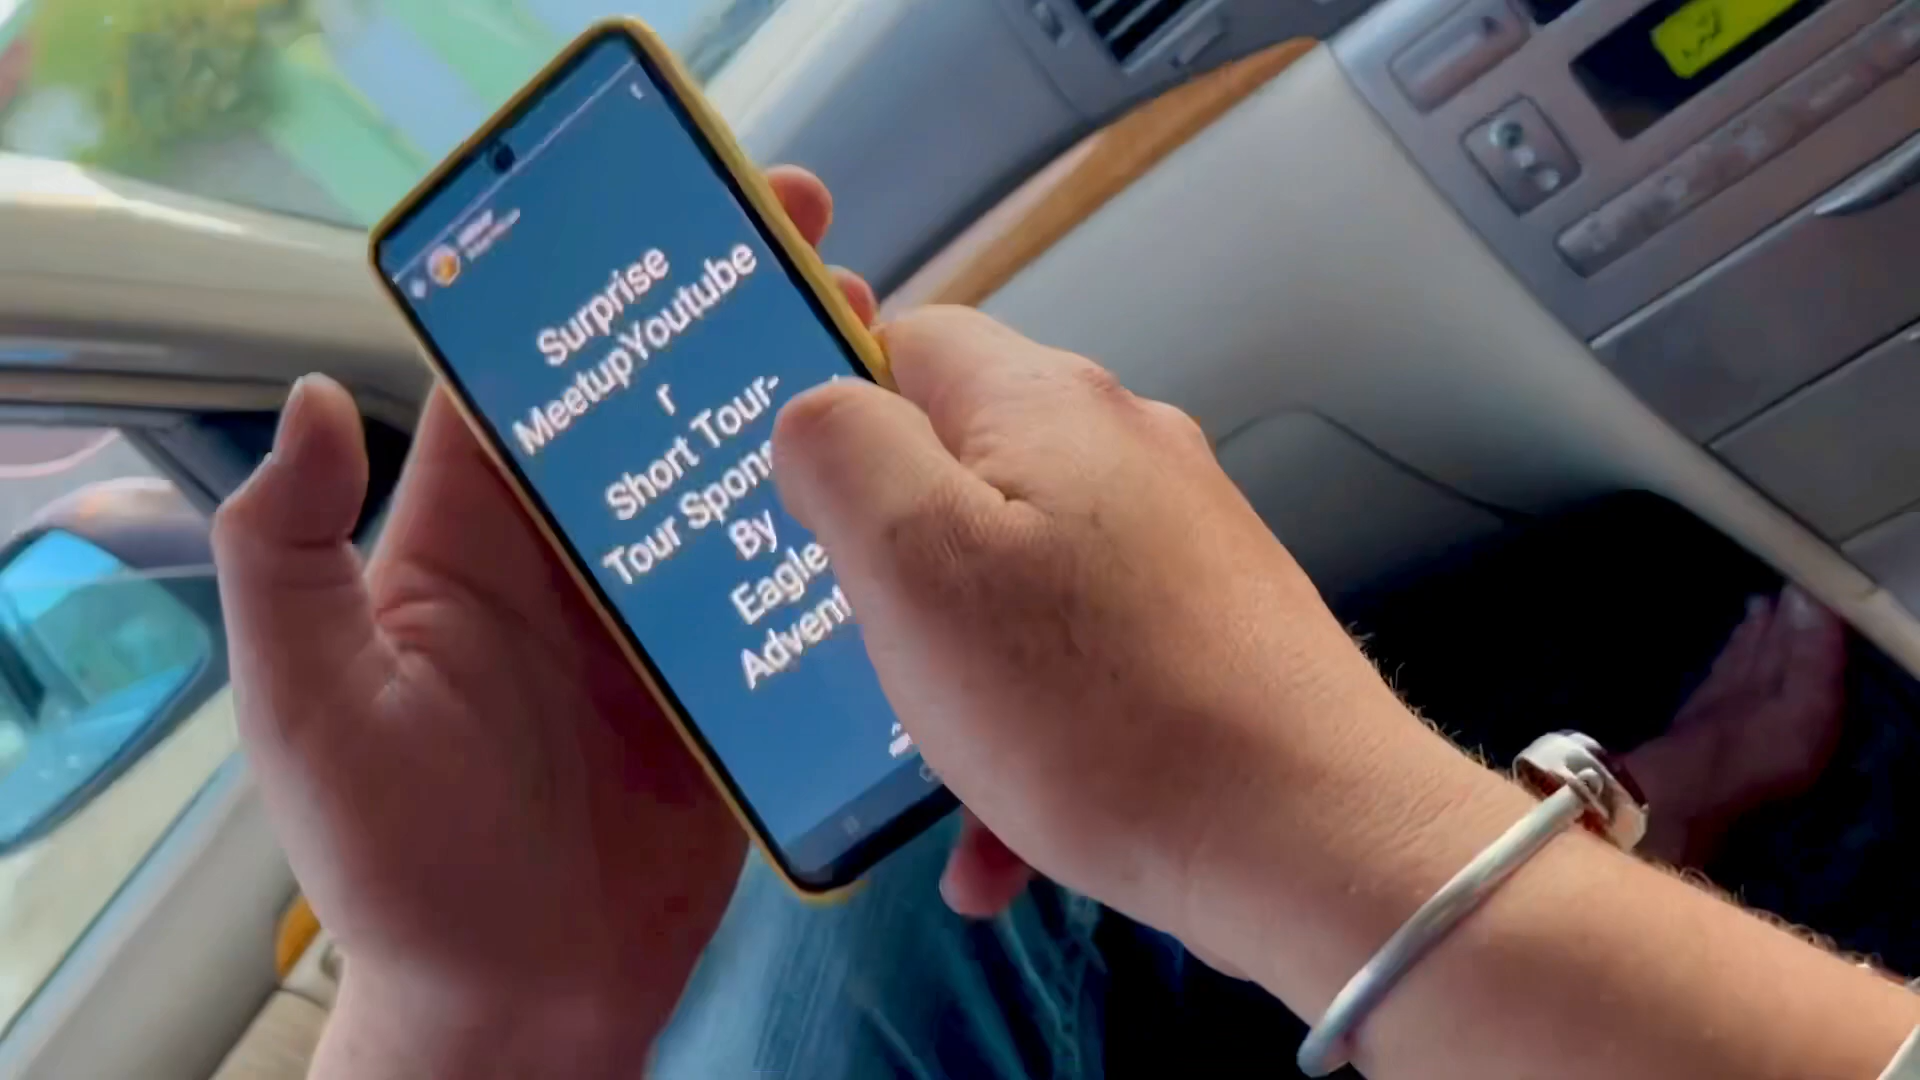 Surprise
MeetupYoutube
r
Short Tour-
Tour Spons
By
Eagle
Advent